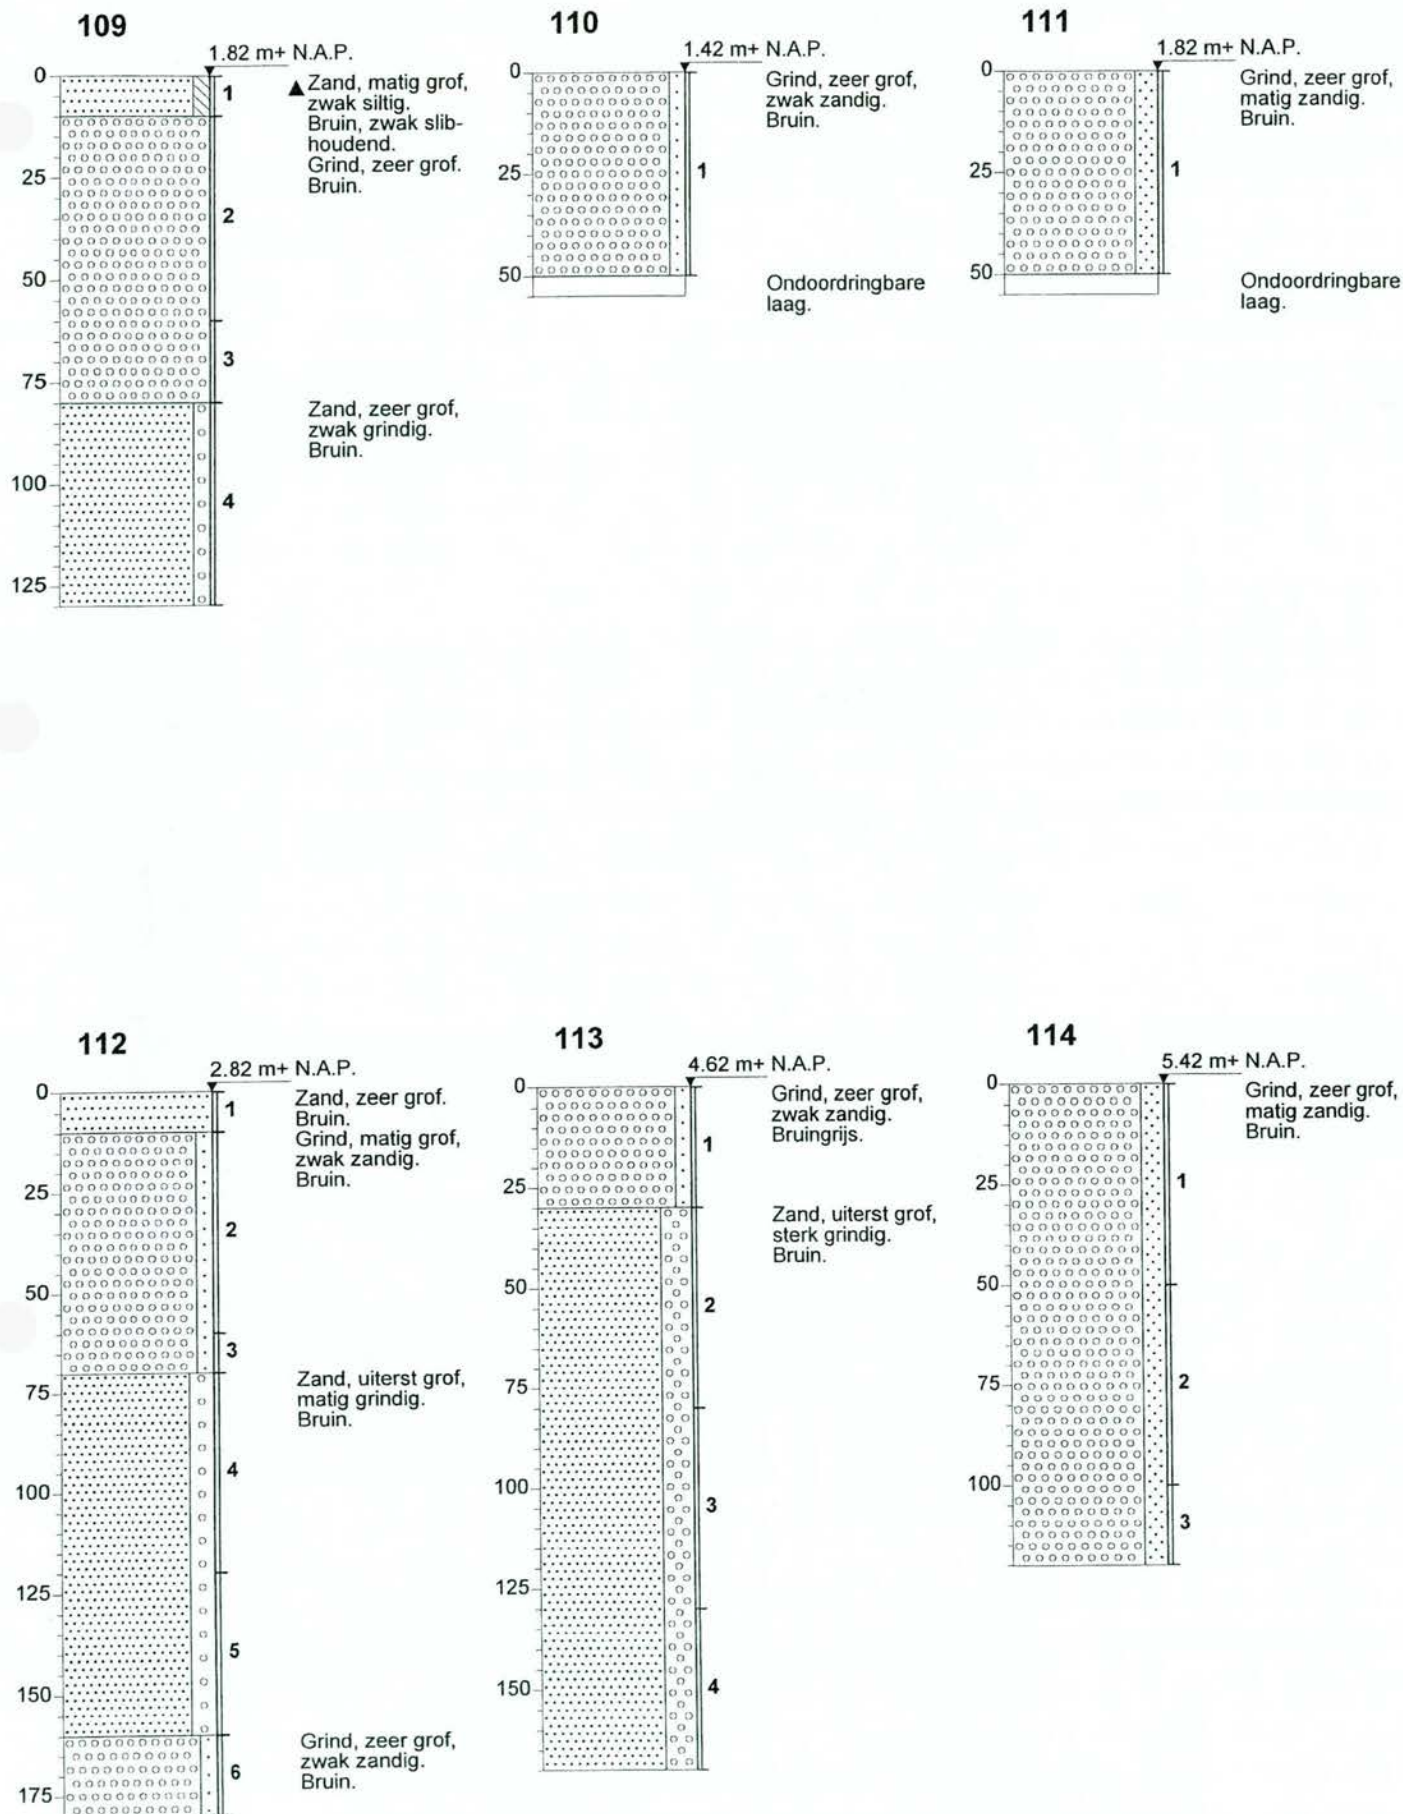 109
1.82 m+ N.A.P.
0
25
50
75
100
125
1
2
3
4
▲ Zand, matig grof,
zwak siltig.
Bruin, zwak slib-
houdend.
Grind, zeer grof.
Bruin.
Zand, zeer grof,
zwak grindig.
Bruin.
110
1.42 m+ N.A.P.
0
25
50
1
Grind, zeer grof,
zwak zandig.
Bruin.
Ondoordringbare
laag.
111
1.82 m+ N.A.P.
0
25
50
1
Grind, zeer grof,
matig zandig.
Bruin.
Ondoordringbare
laag.
112
2.82 m+ N.A.P.
0
25
50
75
100
125
150
175
1
2
3
4
5
6
Zand, zeer grof.
Bruin.
Grind, matig grof,
zwak zandig.
Bruin.
Zand, uiterst grof,
matig grindig.
Bruin.
Grind, zeer grof,
zwak zandig.
Bruin.
113
4.62 m+ N.A.P.
0
25
50
75
100
125
150
1
2
3
4
Grind, zeer grof,
zwak zandig.
Bruingrijs.
Zand, uiterst grof,
sterk grindig.
Bruin.
114
5.42 m+ N.A.P.
0
25
50
75
100
1
2
3
Grind, zeer grof,
matig zandig.
Bruin.